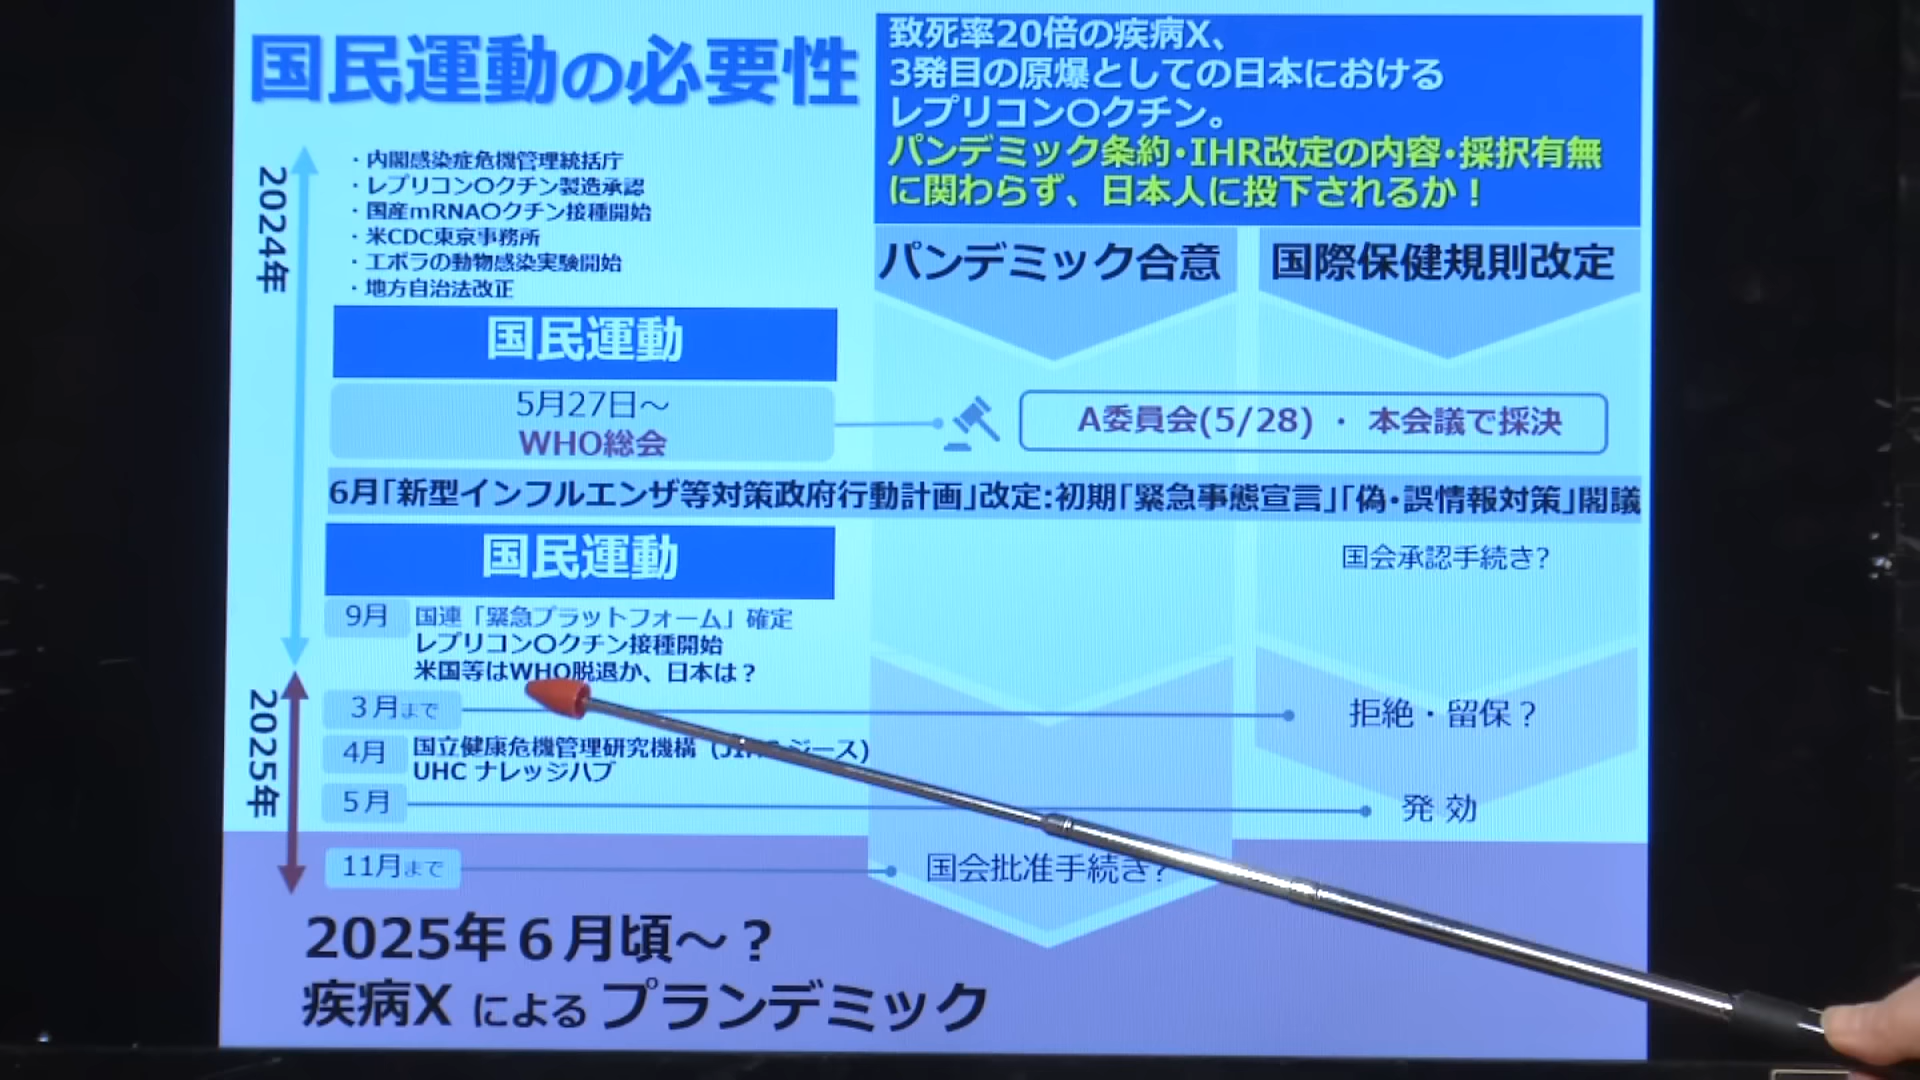 国民運動の必要性
致死率20倍の疾病X、
3発目の原爆としての日本における
レプリコン〇クチン。
パンデミック条約・IHR改定の内容・採択有無
に関わらず、日本人に投下されるか！
2024年
・内閣感染症危機管理統括庁
・レプリコン〇クチン製造承認
・国産mRNA〇クチン接種開始
・米CDC東京事務所
・エボラの動物感染実験開始
・地方自治法改正
パンデミック合意
国際保健規則改定
国民運動
5月27日～
WHO総会
A委員会(5/28) ・ 本会議で採決
6月｢新型インフルエンザ等対策政府行動計画｣改定:初期｢緊急事態宣言｣｢偽･誤情報対策｣閣議
国民運動
国会承認手続き?
9月 国連「緊急プラットフォーム」確定
レプリコン〇クチン接種開始
米国等はWHO脱退か、日本は？
2025年
3月まで
拒絶・留保？
4月 国立健康危機管理研究機構 ジース)
UHC ナレッジハブ
5月
発 効
11月まで
国会批准手続き?
2025年６月頃～？
疾病X による プランデミック